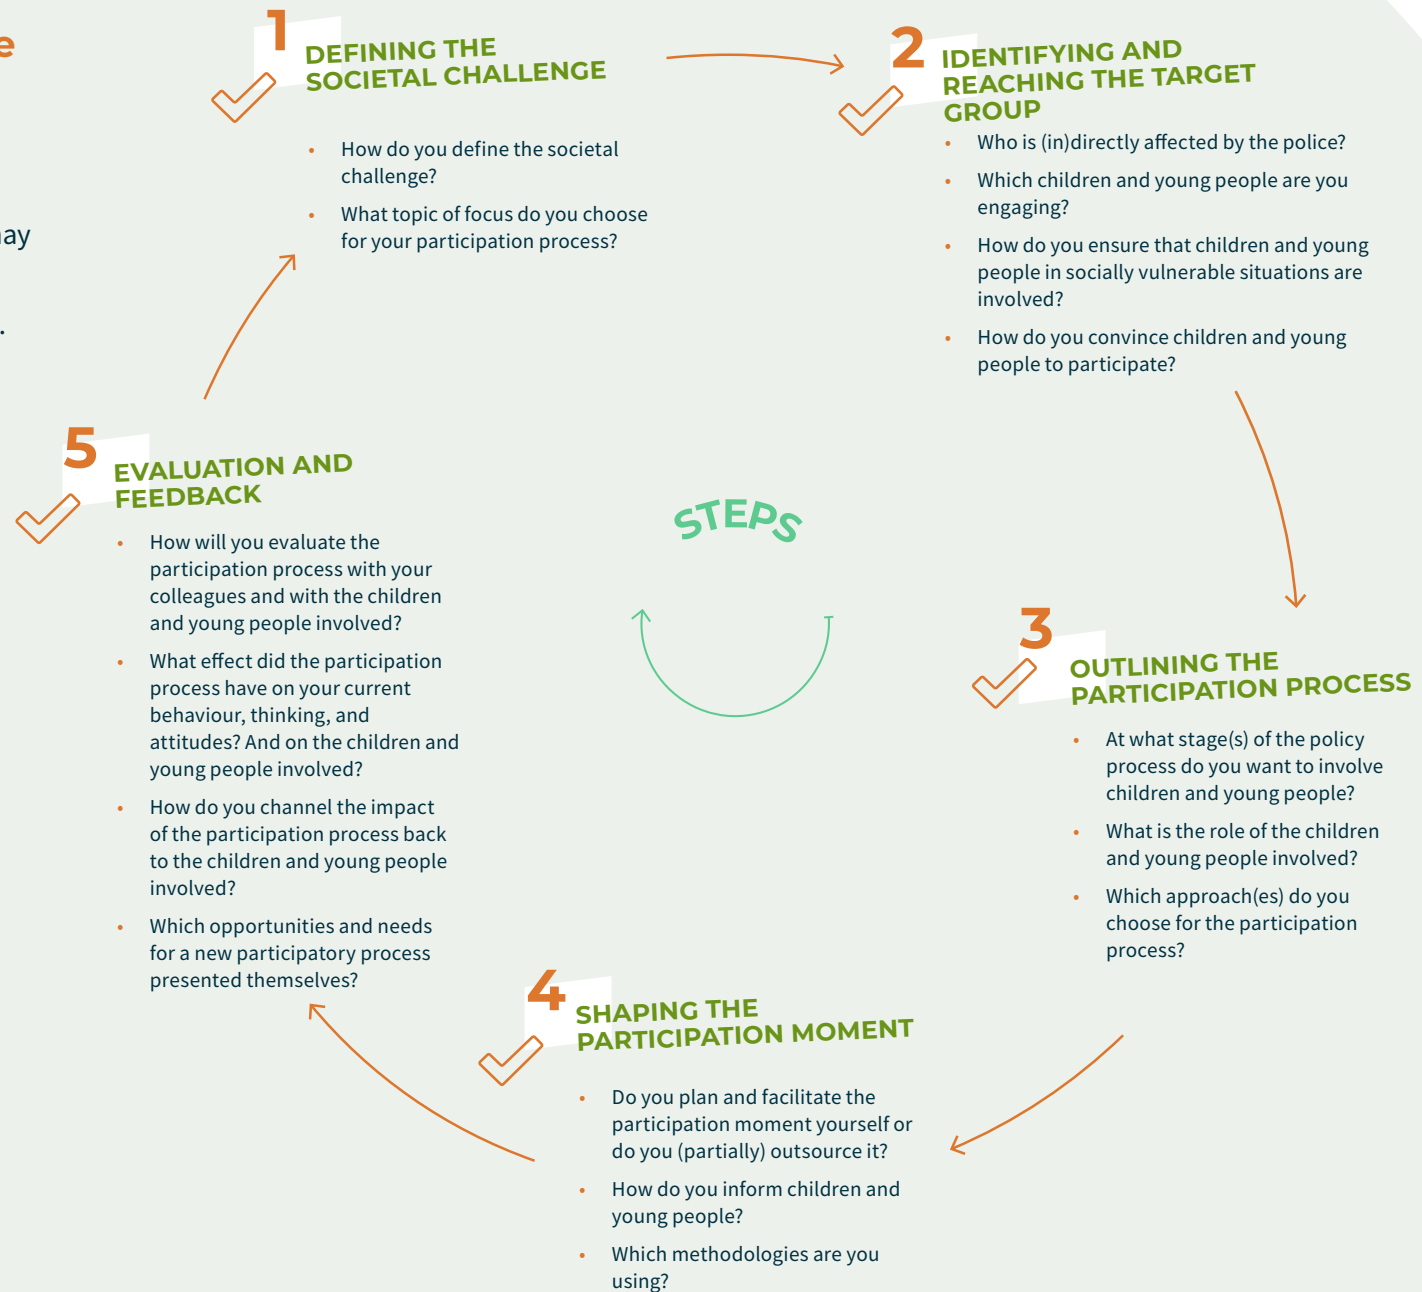 e
ay
.
1
DEFINING THE
SOCIETAL CHALLENGE
• How do you define the societal
challenge?
• What topic of focus do you choose
for your participation process?
2
IDENTIFYING AND
REACHING THE TARGET
GROUP
• Who is (in)directly affected by the police?
• Which children and young people are you
engaging?
• How do you ensure that children and young
people in socially vulnerable situations are
involved?
• How do you convince children and young
people to participate?
STEPS
3
OUTLINING THE
PARTICIPATION PROCESS
• At what stage(s) of the policy
process do you want to involve
children and young people?
• What is the role of the children
and young people involved?
• Which approach(es) do you
choose for the participation
process?
4
SHAPING THE
PARTICIPATION MOMENT
• Do you plan and facilitate the
participation moment yourself or
do you (partially) outsource it?
• How do you inform children and
young people?
• Which methodologies are you
using?
5
EVALUATION AND
FEEDBACK
• How will you evaluate the
participation process with your
colleagues and with the children
and young people involved?
• What effect did the participation
process have on your current
behaviour, thinking, and
attitudes? And on the children and
young people involved?
• How do you channel the impact
of the participation process back
to the children and young people
involved?
• Which opportunities and needs
for a new participatory process
presented themselves?